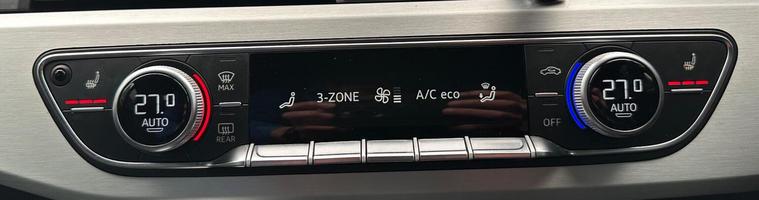 27.0
AUTO
MAX
REAR
3-ZONE
A/C eco
OFF
27.0
AUTO